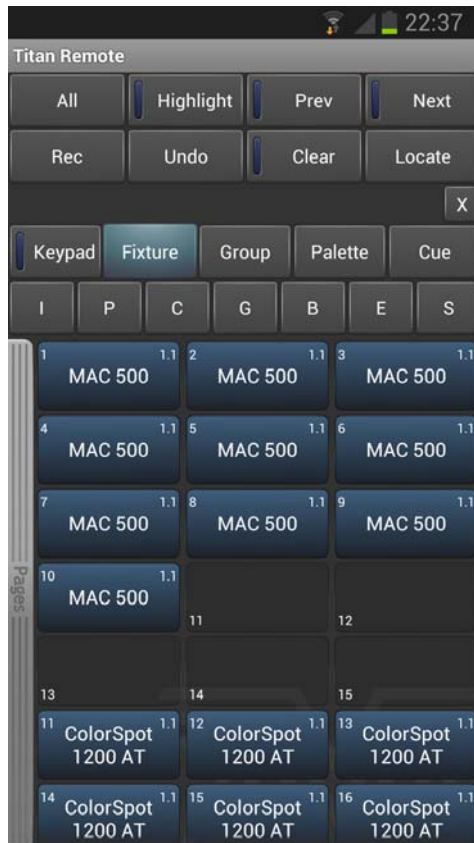 22:37
Titan Remote
All Highlight Prev Next
Rec Undo Clear Locate
X
Keypad Fixture Group Palette Cue
I P C G B E S
Pages
1 1.1 2 1.1 3 1.1
MAC 500 MAC 500 MAC 500
4 1.1 5 1.1 6 1.1
MAC 500 MAC 500 MAC 500
7 1.1 8 1.1 9 1.1
MAC 500 MAC 500 MAC 500
10 1.1
MAC 500
11 12
13 14 15
11 1.1 12 1.1 13 1.1
ColorSpot ColorSpot ColorSpot
1200 AT 1200 AT 1200 AT
14 1.1 15 1.1 16 1.1
ColorSpot ColorSpot ColorSpot
1200 AT 1200 AT 1200 AT